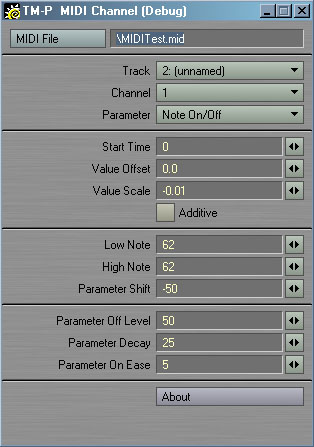 TM-P MIDI Channel (Debug)
MIDI File \MIDITest.mid
Track 2: (unnamed)
Channel 1
Parameter Note On/Off
Start Time 0
Value Offset 0.0
Value Scale -0.01
Additive
Low Note 62
High Note 62
Parameter Shift -50
Parameter Off Level 50
Parameter Decay 25
Parameter On Ease 5
About